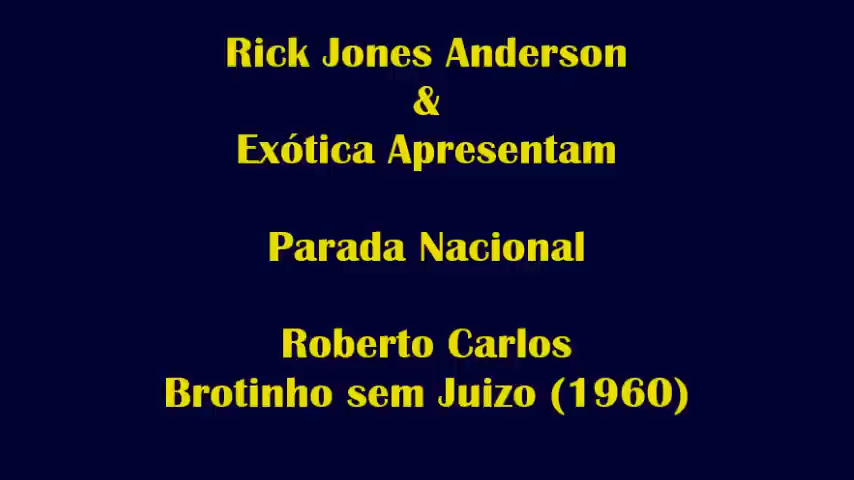 Rick Jones Anderson
&
Exótica Apresentam
Parada Nacional
Roberto Carlos
Brotinho sem Juizo (1960)